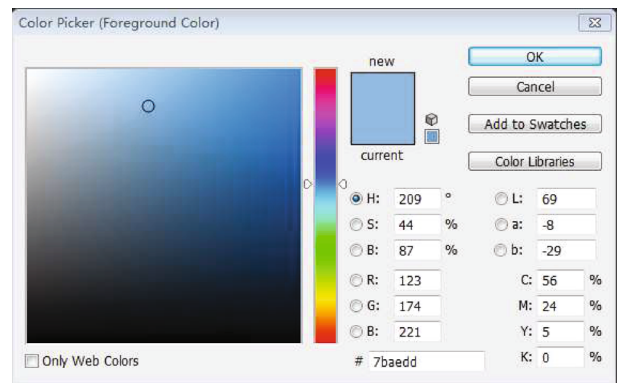 Color Picker (Foreground Color)
new
current
OK
Cancel
Add to Swatches
Color Libraries
H: 209 °
S: 44 %
B: 87 %
R: 123
G: 174
B: 221
# 7baedd
L: 69
a: -8
b: -29
C: 56 %
M: 24 %
Y: 5 %
K: 0 %
Only Web Colors